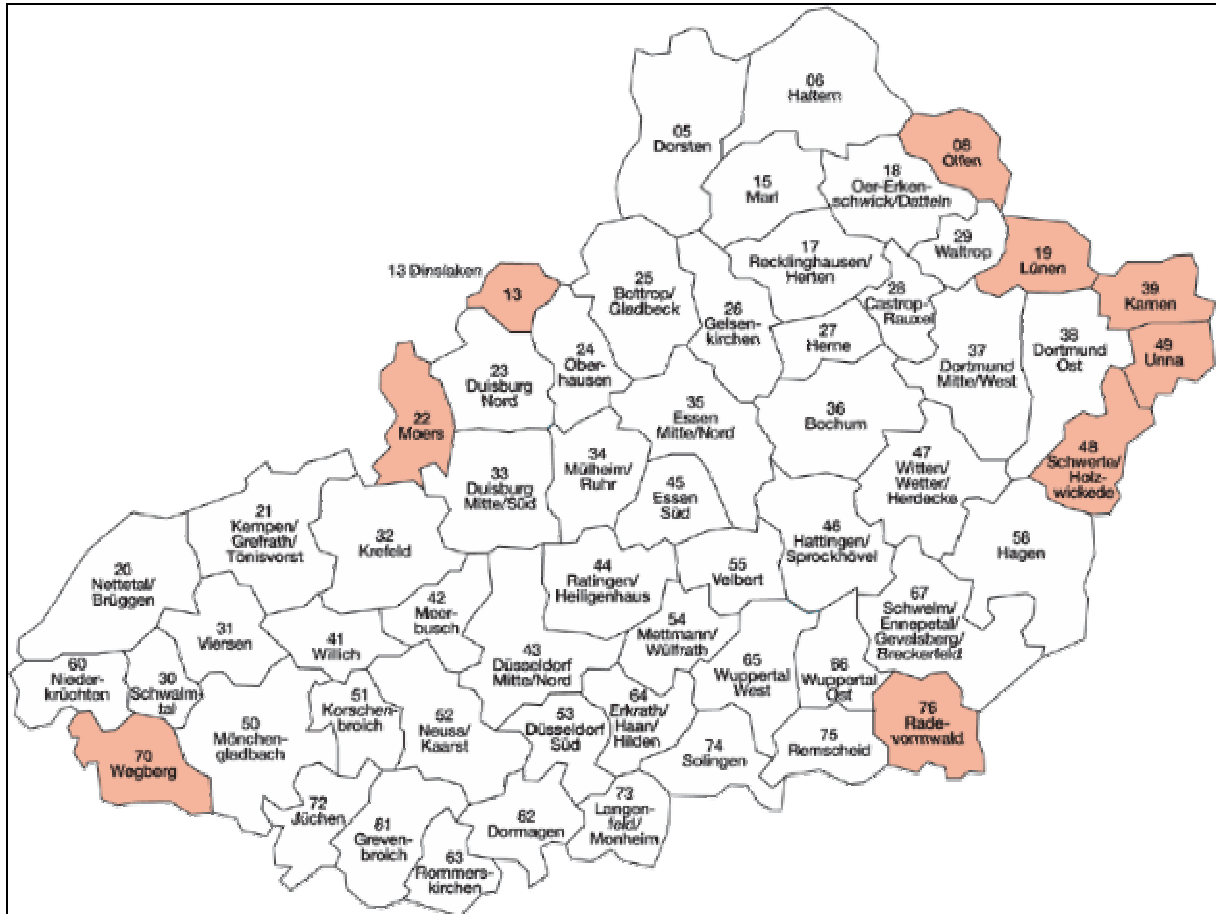 06
Haltern
05
Dorsten
08
Olfen
18
Oer-Erken-
schwick/Datteln
15
Marl
29
Waltrop
17
Recklinghausen/
Herten
19
Lünen
13 Dinslaken
13
25
Bottrop/
Gladbeck
28
Castrop-
Rauxel
39
Kamen
26
Gelsen-
kirchen
27
Herne
38
Dortmund
Ost
49
Unna
24
Ober-
hausen
37
Dortmund
Mitte/West
23
Duisburg
Nord
22
Moers
35
Essen
Mitte/Nord
36
Bochum
34
Mülheim/
Ruhr
47
Witten/
Wetter/
Herdecke
48
Schwerte/
Holz-
wickede
33
Duisburg
Mitte/Süd
45
Essen
Süd
21
Kempen/
Grefrath/
Tönisvorst
32
Krefeld
46
Hattingen/
Sprockhövel
58
Hagen
20
Nettetal/
Brüggen
44
Ratingen/
Heiligenhaus
55
Velbert
42
Meer-
busch
67
Schwelm/
Ennepetal/
Gevelsberg/
Breckerfeld
31
Viersen
41
Willich
54
Mettmann/
Wülfrath
43
Düsseldorf
Mitte/Nord
65
Wuppertal
West
66
Wuppertal
Ost
60
Nieder-
krüchten
30
Schwalm-
tal
51
Korschen-
broich
64
Erkrath/
Haan/
Hilden
50
Mönchen-
gladbach
52
Neuss/
Kaarst
53
Düsseldorf
Süd
76
Rade-
vormwald
70
Wegberg
74
Solingen
75
Remscheid
72
Jüchen
73
Langen-
feld/
Monheim
62
Dormagen
61
Greven-
broich
63
Rommers-
kirchen